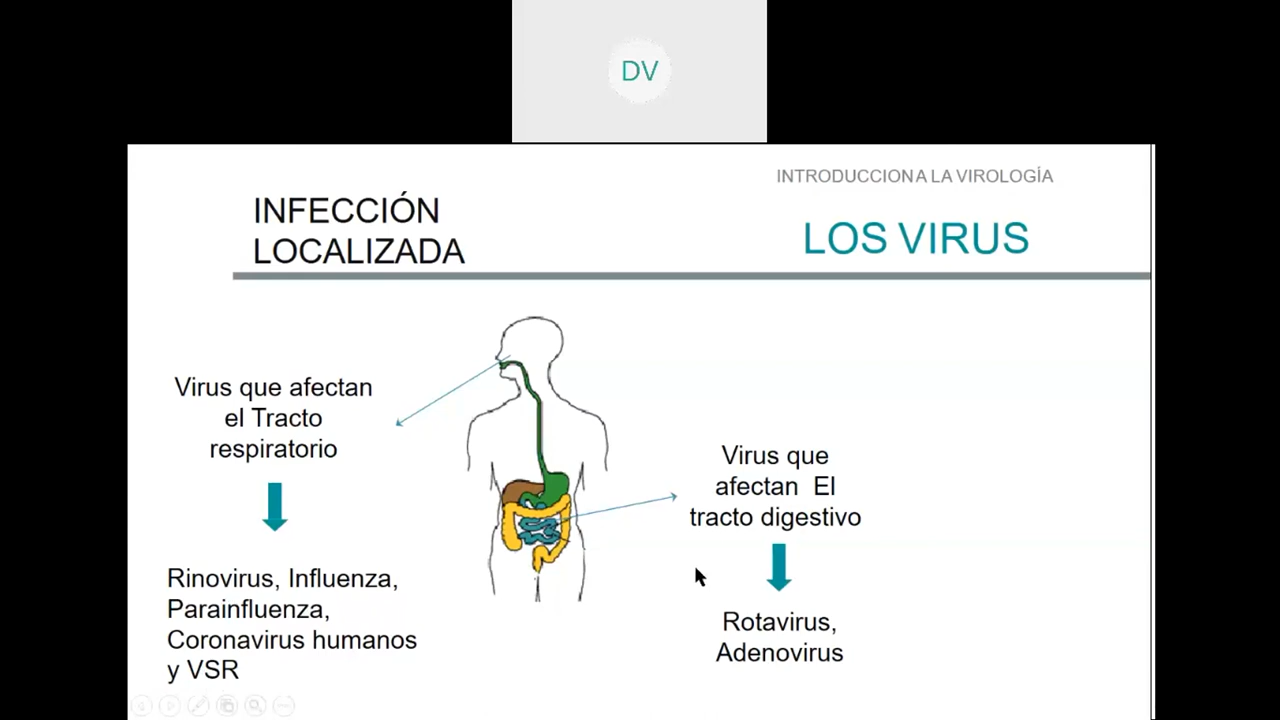 DV
INTRODUCCION A LA VIROLOGÍA
INFECCIÓN
LOCALIZADA
LOS VIRUS
Virus que afectan
el Tracto
respiratorio
Rinovirus, Influenza,
Parainfluenza,
Coronavirus humanos
y VSR
Virus que
afectan El
tracto digestivo
Rotavirus,
Adenovirus